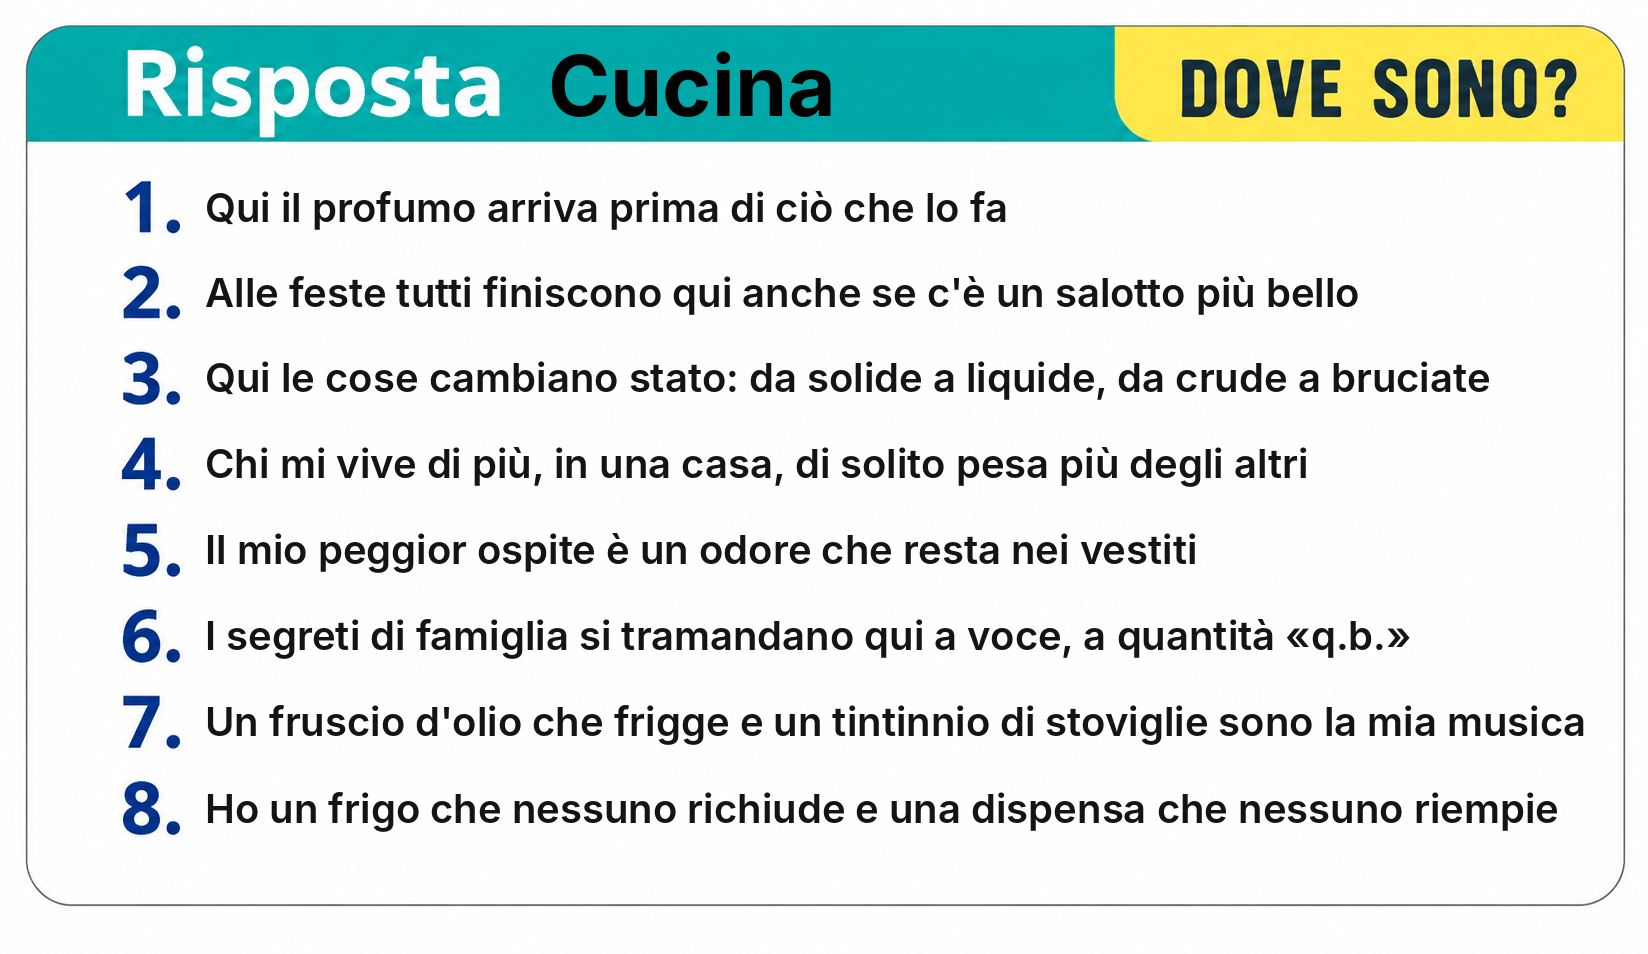 Risposta Cucina DOVE SONO?
1. Qui il profumo arriva prima di ciò che lo fa
2. Alle feste tutti finiscono qui anche se c'è un salotto più bello
3. Qui le cose cambiano stato: da solide a liquide, da crude a bruciate
4. Chi mi vive di più, in una casa, di solito pesa più degli altri
5. Il mio peggior ospite è un odore che resta nei vestiti
6. I segreti di famiglia si tramandano qui a voce, a quantità «q.b.»
7. Un fruscio d'olio che frigge e un tintinnio di stoviglie sono la mia musica
8. Ho un frigo che nessuno richiude e una dispensa che nessuno riempie